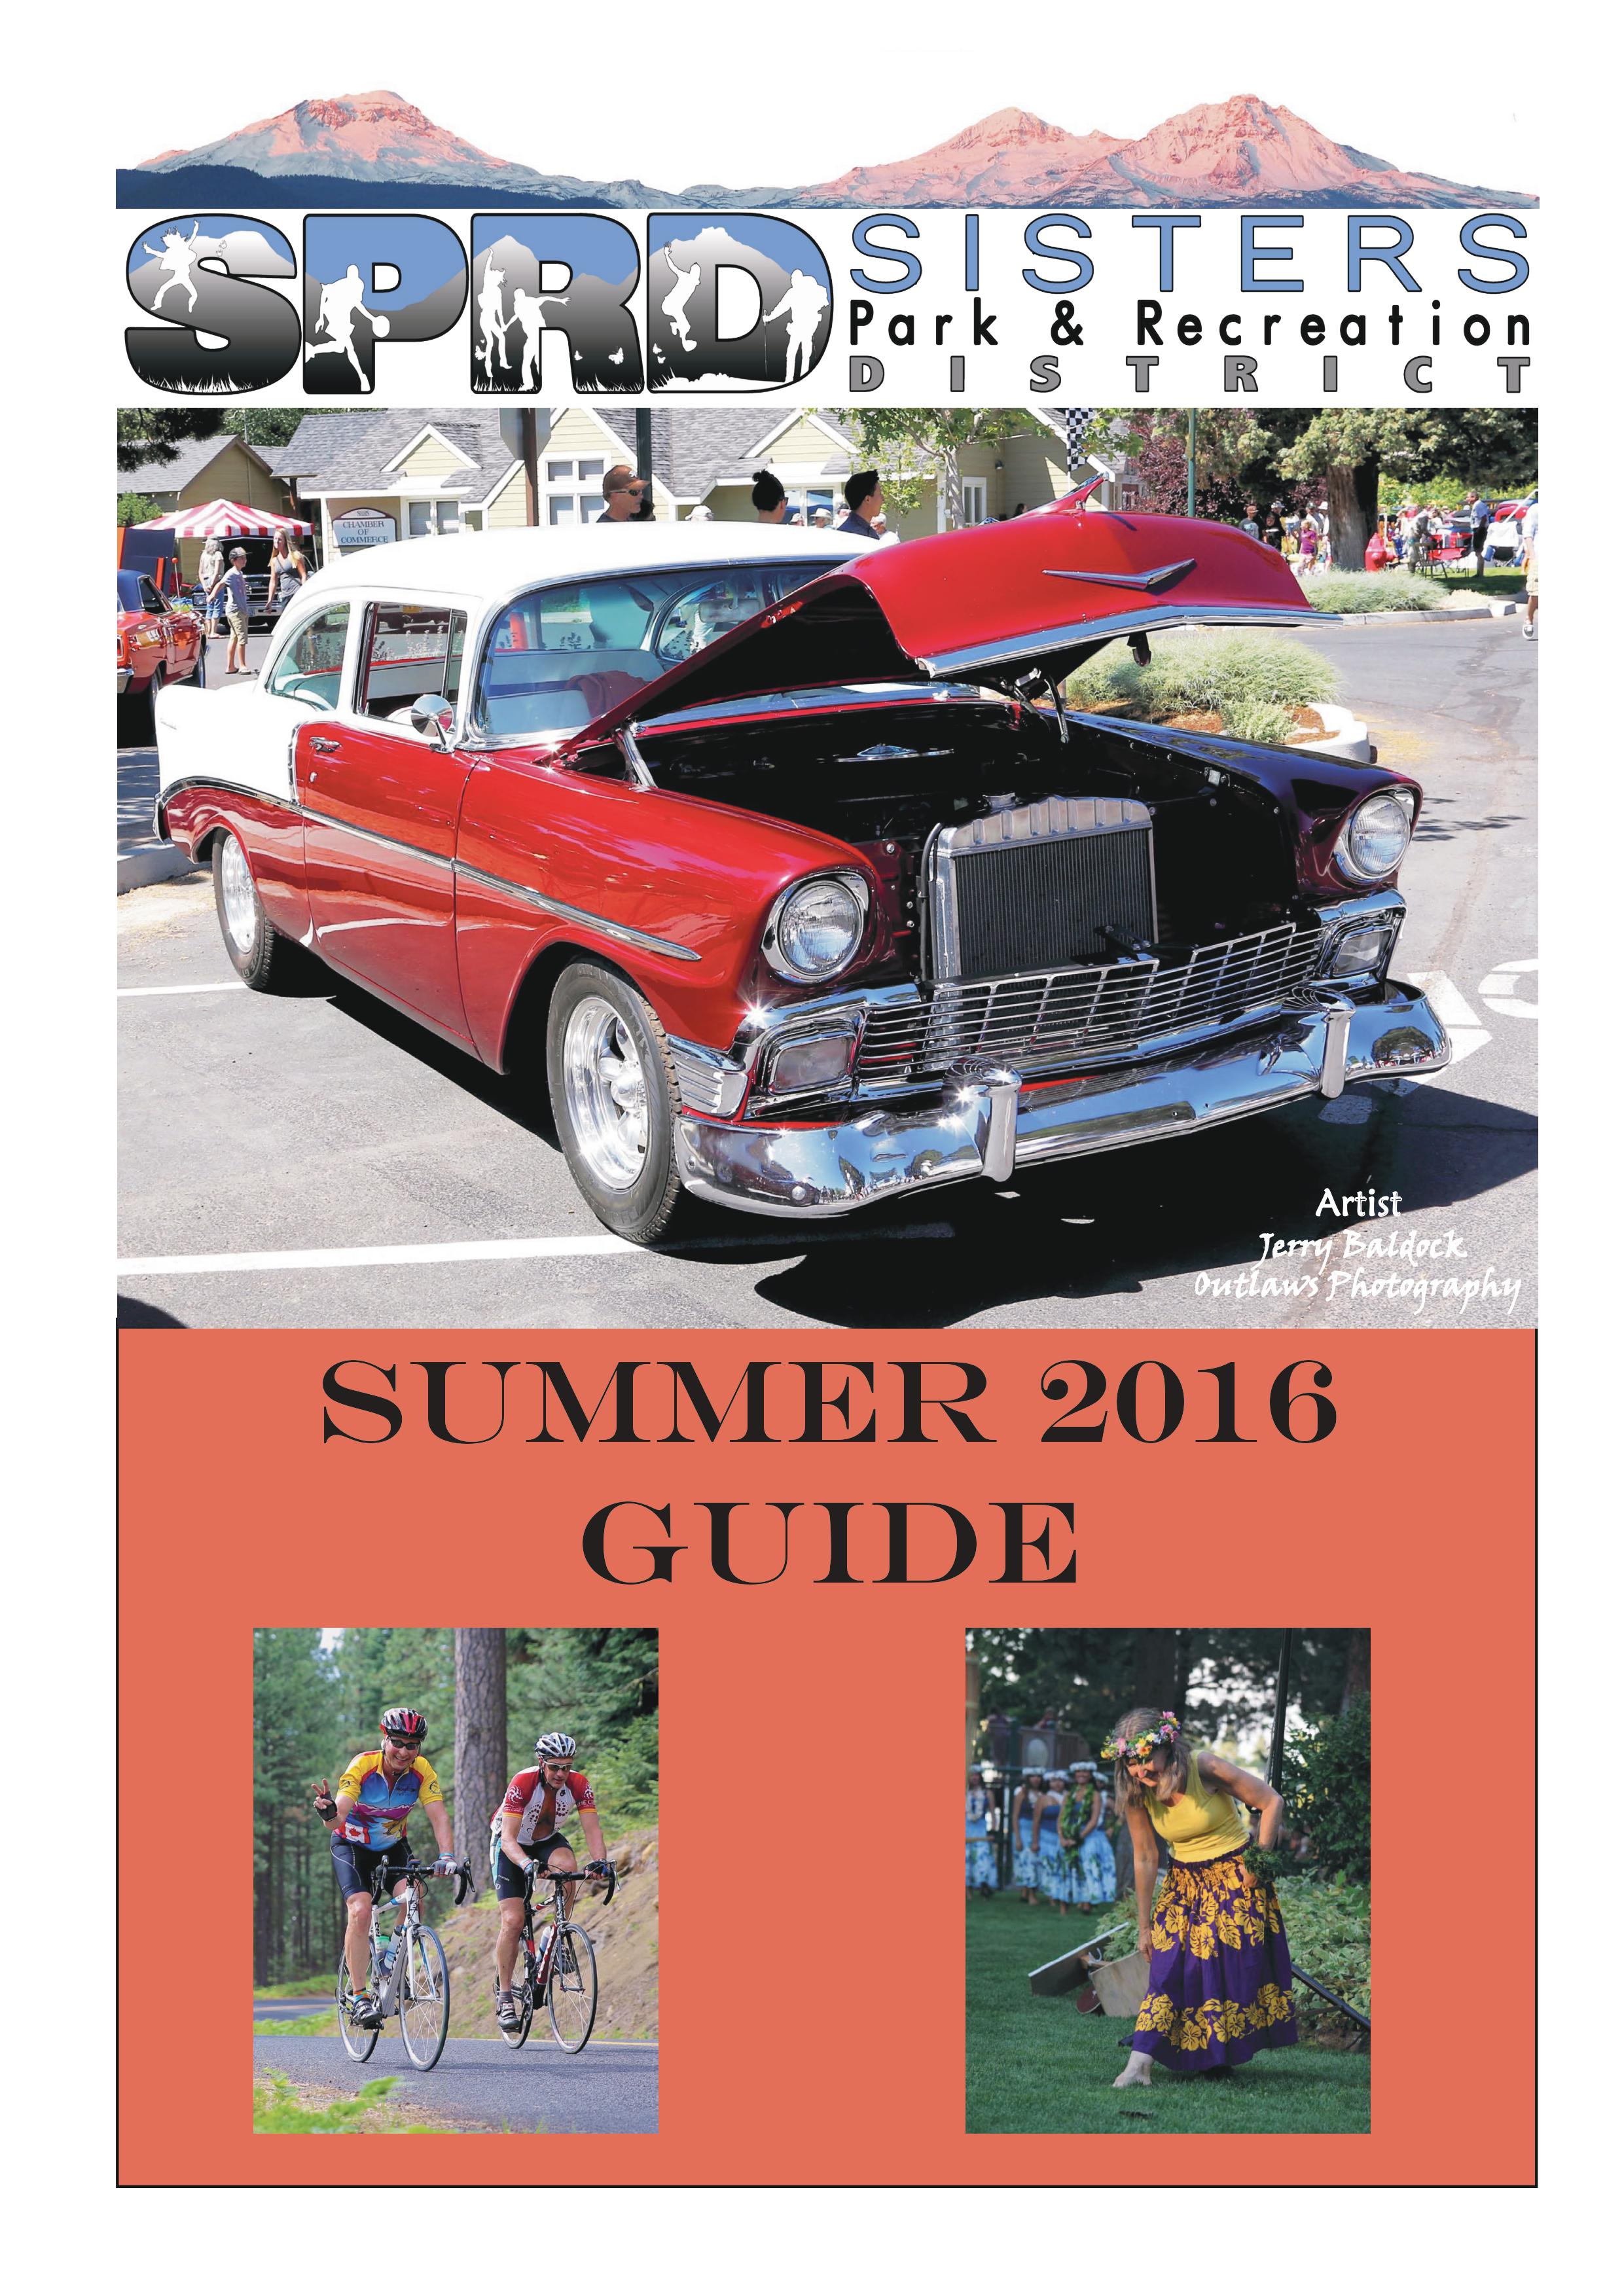 SPRD
SISTERS
Park & Recreation
DISTRICT
CHAMBER
OF
COMMERCE
Artist
Jerry Baldock
Outlaws Photography
SUMMER 2016
GUIDE